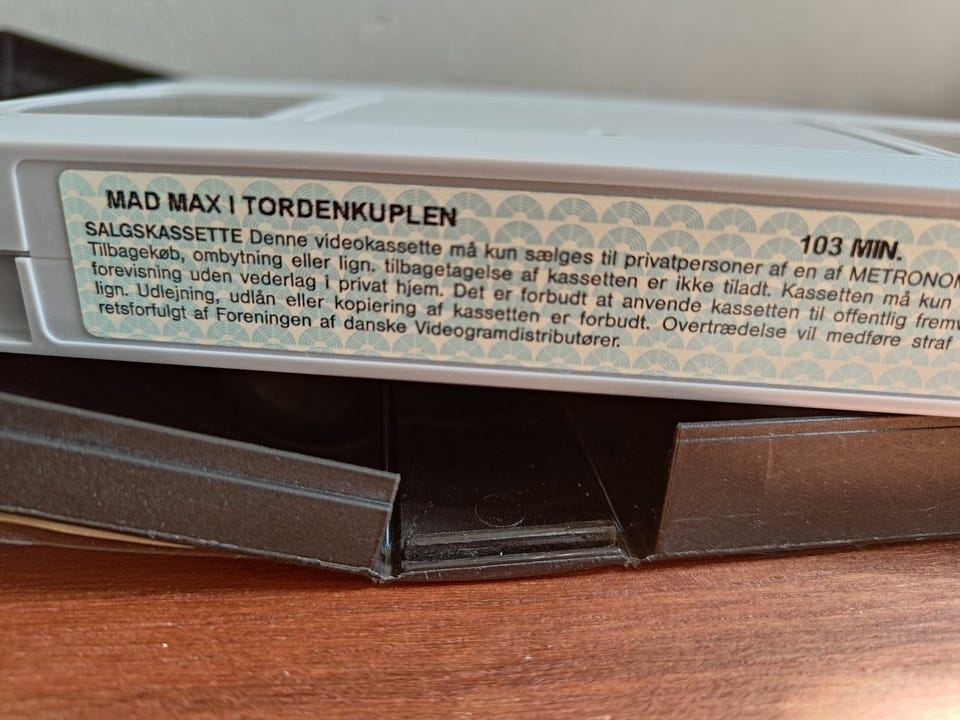 MAD MAX I TORDENKUPLEN
103 MIN.
SALGSKASSETTE Denne videokassette må kun sælges til privatpersoner af en af METRONOM
Tilbagekøb, ombytning eller lign. tilbagetagelse af kassetten er ikke tiladt. Kassetten må kun
forevisning uden vederlag i privat hjem. Det er forbudt at anvende kassetten til offentlig fremv
lign. Udlejning, udlån eller kopiering af kassetten er forbudt. Overtrædelse vil medføre straf
retsforfulgt af Foreningen af danske Videogramdistributører.